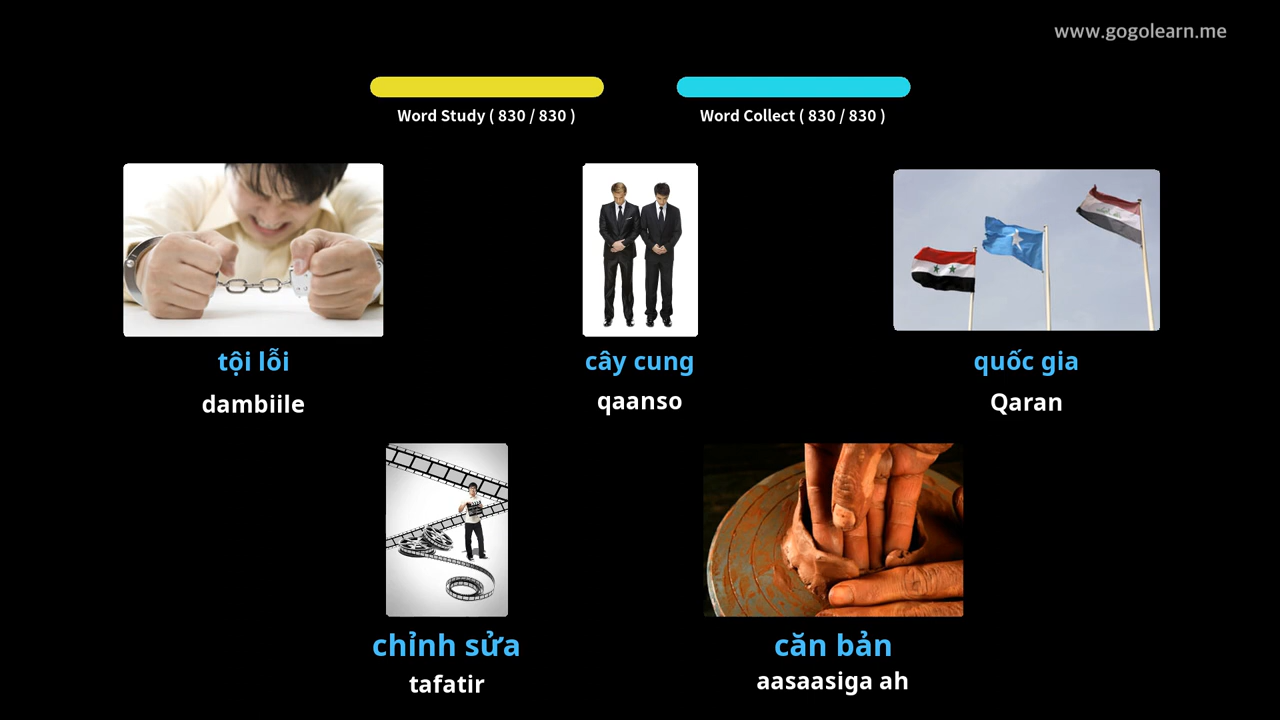 www.gogolearn.me
Word Study ( 830 / 830 )
Word Collect ( 830 / 830 )
tội lỗi
dambiile
cây cung
qaanso
quốc gia
Qaran
chỉnh sửa
tafatir
căn bản
aasaasiga ah